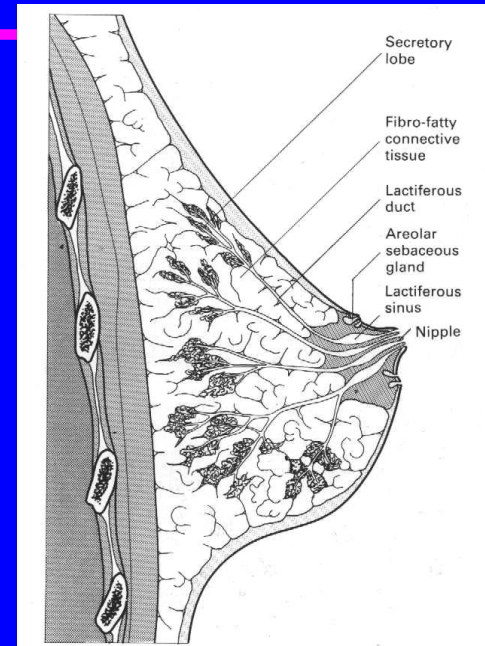 Secretory
lobe
Fibro-fatty
connective
tissue
Lactiferous
duct
Areolar
sebaceous
gland
Lactiferous
sinus
Nipple